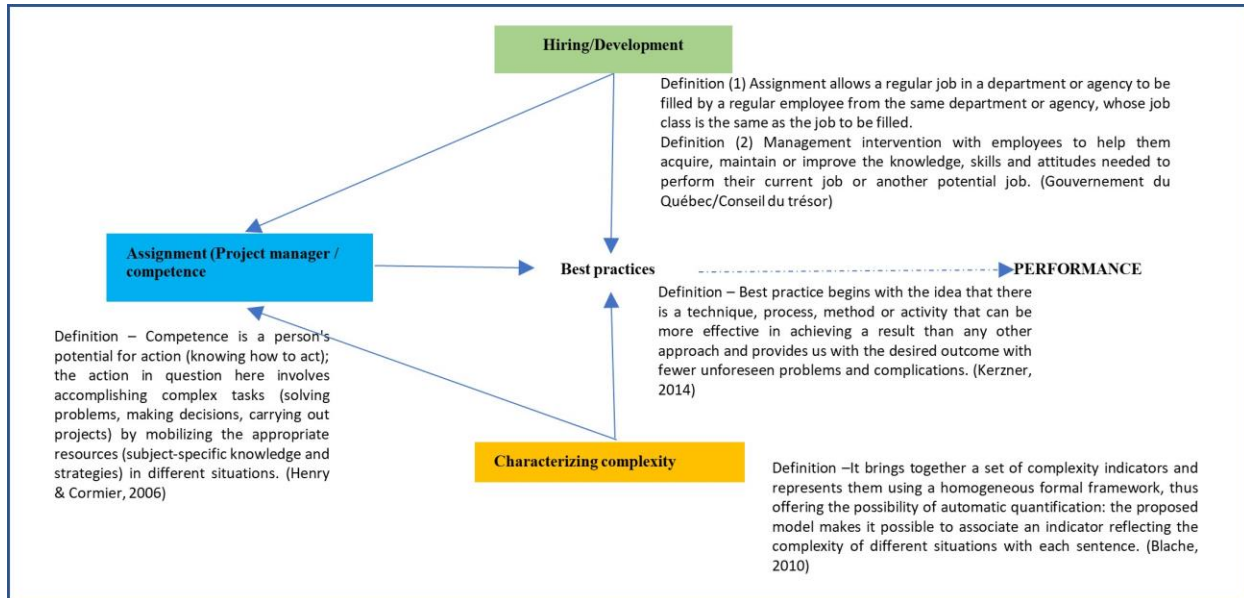 Hiring/Development
Definition (1) Assignment allows a regular job in a department or agency to be
filled by a regular employee from the same department or agency, whose job
class is the same as the job to be filled.
Definition (2) Management intervention with employees to help them
acquire, maintain or improve the knowledge, skills and attitudes needed to
perform their current job or another potential job. (Gouvernement du
Québec/Conseil du trésor)
Assignment (Project manager /
competence
Best practices
PERFORMANCE
Definition – Competence is a person's
potential for action (knowing how to act);
the action in question here involves
accomplishing complex tasks (solving
problems, making decisions, carrying out
projects) by mobilizing the appropriate
resources (subject-specific knowledge and
strategies) in different situations. (Henry
& Cormier, 2006)
Definition – Best practice begins with the idea that there
is a technique, process, method or activity that can be
more effective in achieving a result than any other
approach and provides us with the desired outcome with
fewer unforeseen problems and complications. (Kerzner,
2014)
Characterizing complexity
Definition –It brings together a set of complexity indicators and
represents them using a homogeneous formal framework, thus
offering the possibility of automatic quantification: the proposed
model makes it possible to associate an indicator reflecting the
complexity of different situations with each sentence. (Blache,
2010)